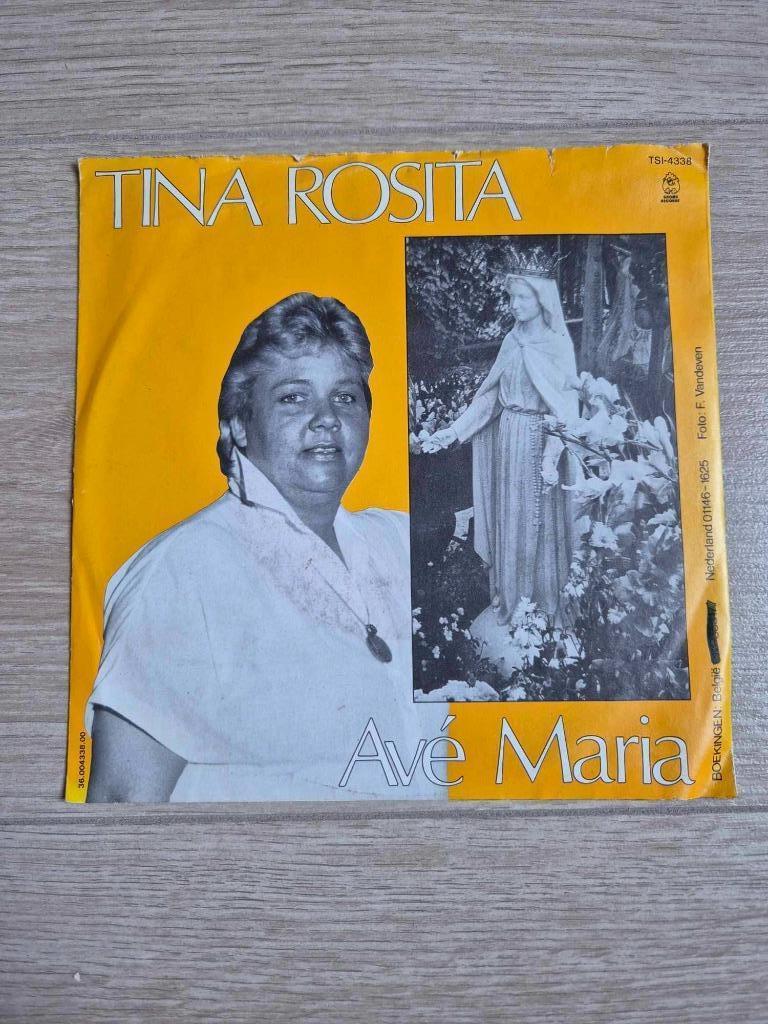 TINA ROSITA
TSI-4338
Foto: F. Vandeven
Nederland 01146-1625
BOEKINGEN: België
Avé Maria
36.004338.00